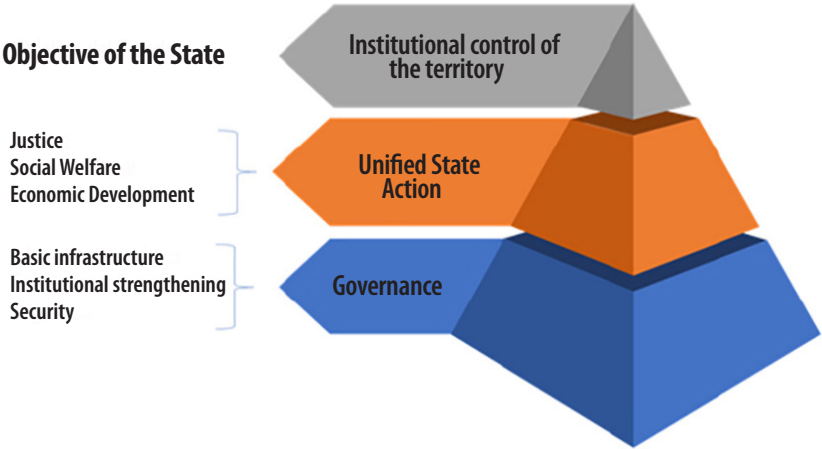 Objective of the State
Institutional control of
the territory
Justice
Social Welfare
Economic Development
Unified State
Action
Basic infrastructure
Institutional strengthening
Security
Governance